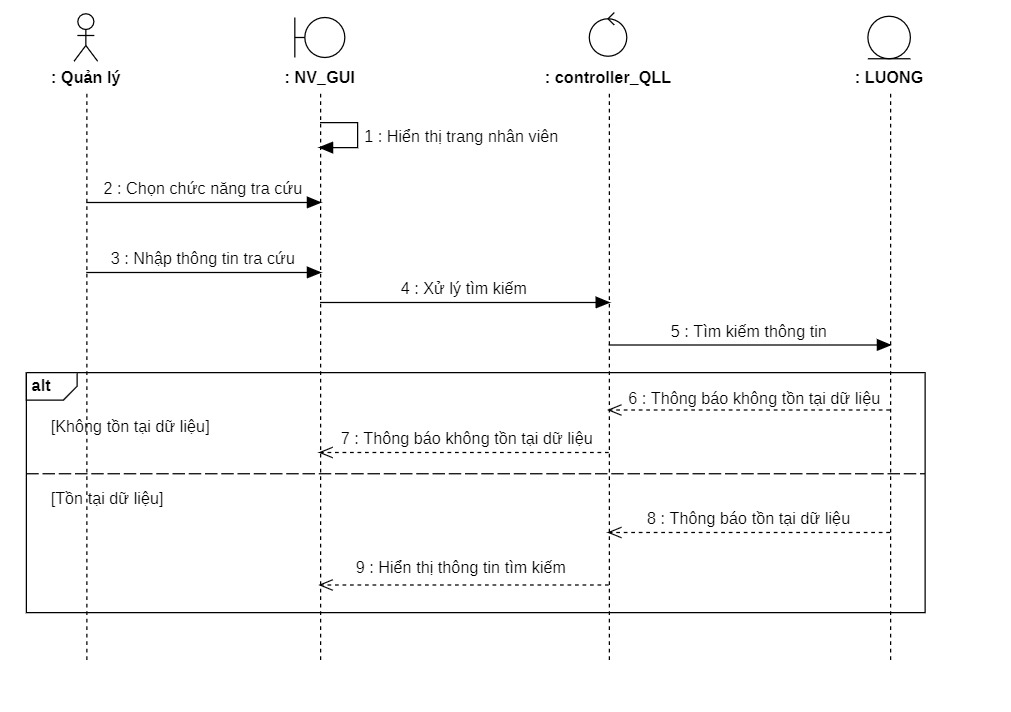 : Quản lý
: NV_GUI
: controller_QLL
: LUONG
1 : Hiển thị trang nhân viên
2 : Chọn chức năng tra cứu
3 : Nhập thông tin tra cứu
4 : Xử lý tìm kiếm
5 : Tìm kiếm thông tin
alt
6 : Thông báo không tồn tại dữ liệu
[Không tồn tại dữ liệu]
7 : Thông báo không tồn tại dữ liệu
[Tồn tại dữ liệu]
8 : Thông báo tồn tại dữ liệu
9 : Hiển thị thông tin tìm kiếm